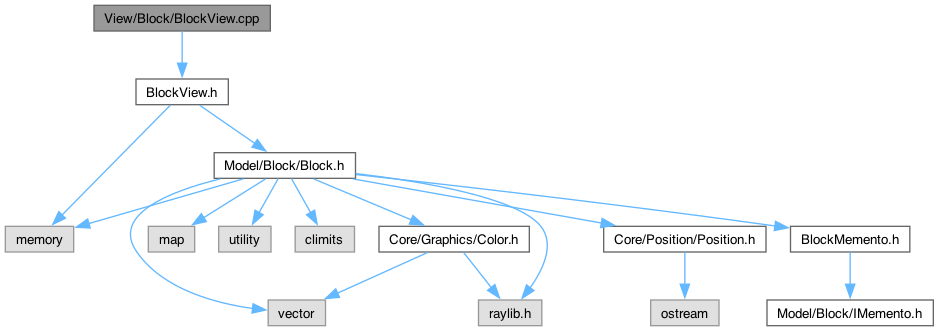 View/Block/BlockView.cpp
BlockView.h
Model/Block/Block.h
memory
map
utility
climits
Core/Graphics/Color.h
Core/Position/Position.h
BlockMemento.h
vector
raylib.h
ostream
Model/Block/IMemento.h